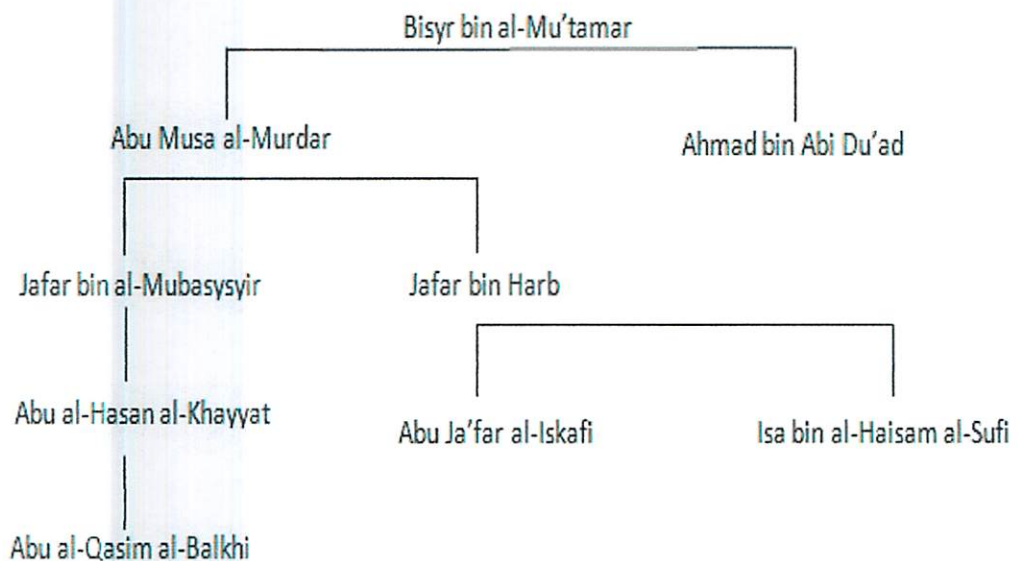 Bisyr bin al-Mu'tamar
Abu Musa al-Murdar
Ahmad bin Abi Du'ad
Jafar bin al-Mubasysyir
Jafar bin Harb
Abu al-Hasan al-Khayyat
Abu Ja'far al-Iskafi
Isa bin al-Haisam al-Sufi
Abu al-Qasim al-Balkhi